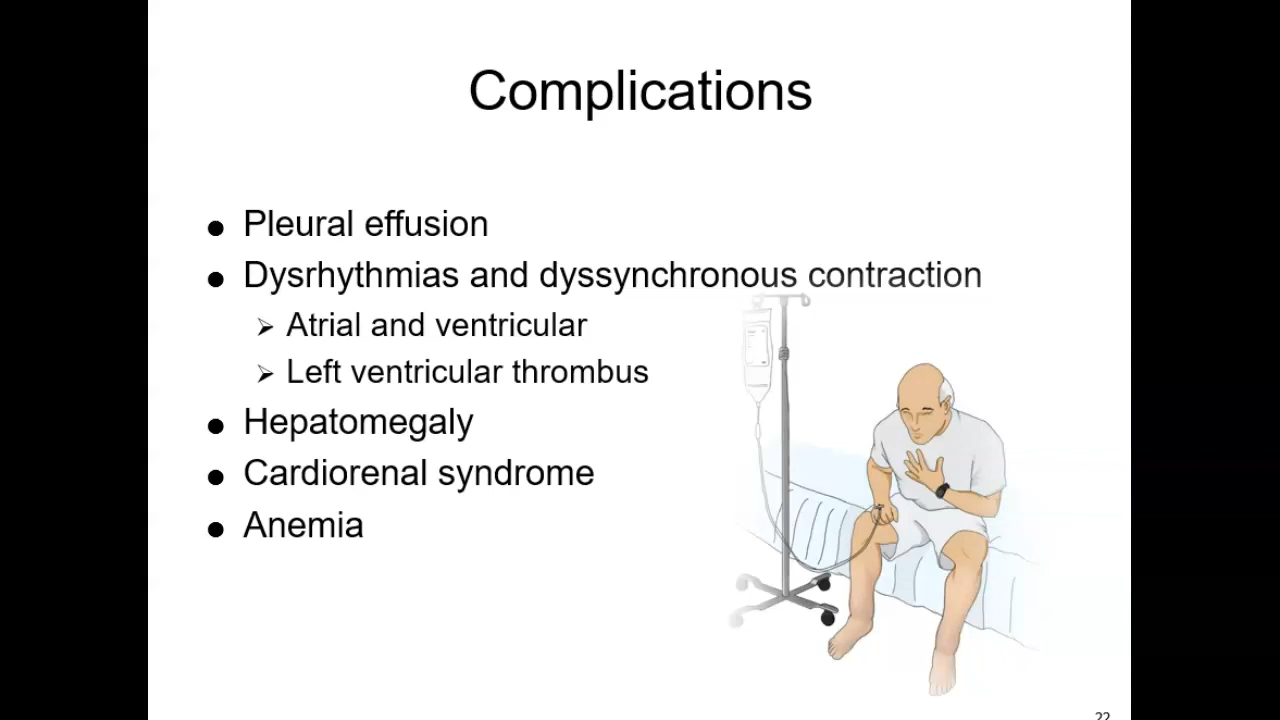 Complications
● Pleural effusion
● Dysrhythmias and dyssynchronous contraction
➢ Atrial and ventricular
➢ Left ventricular thrombus
● Hepatomegaly
● Cardiorenal syndrome
● Anemia
22